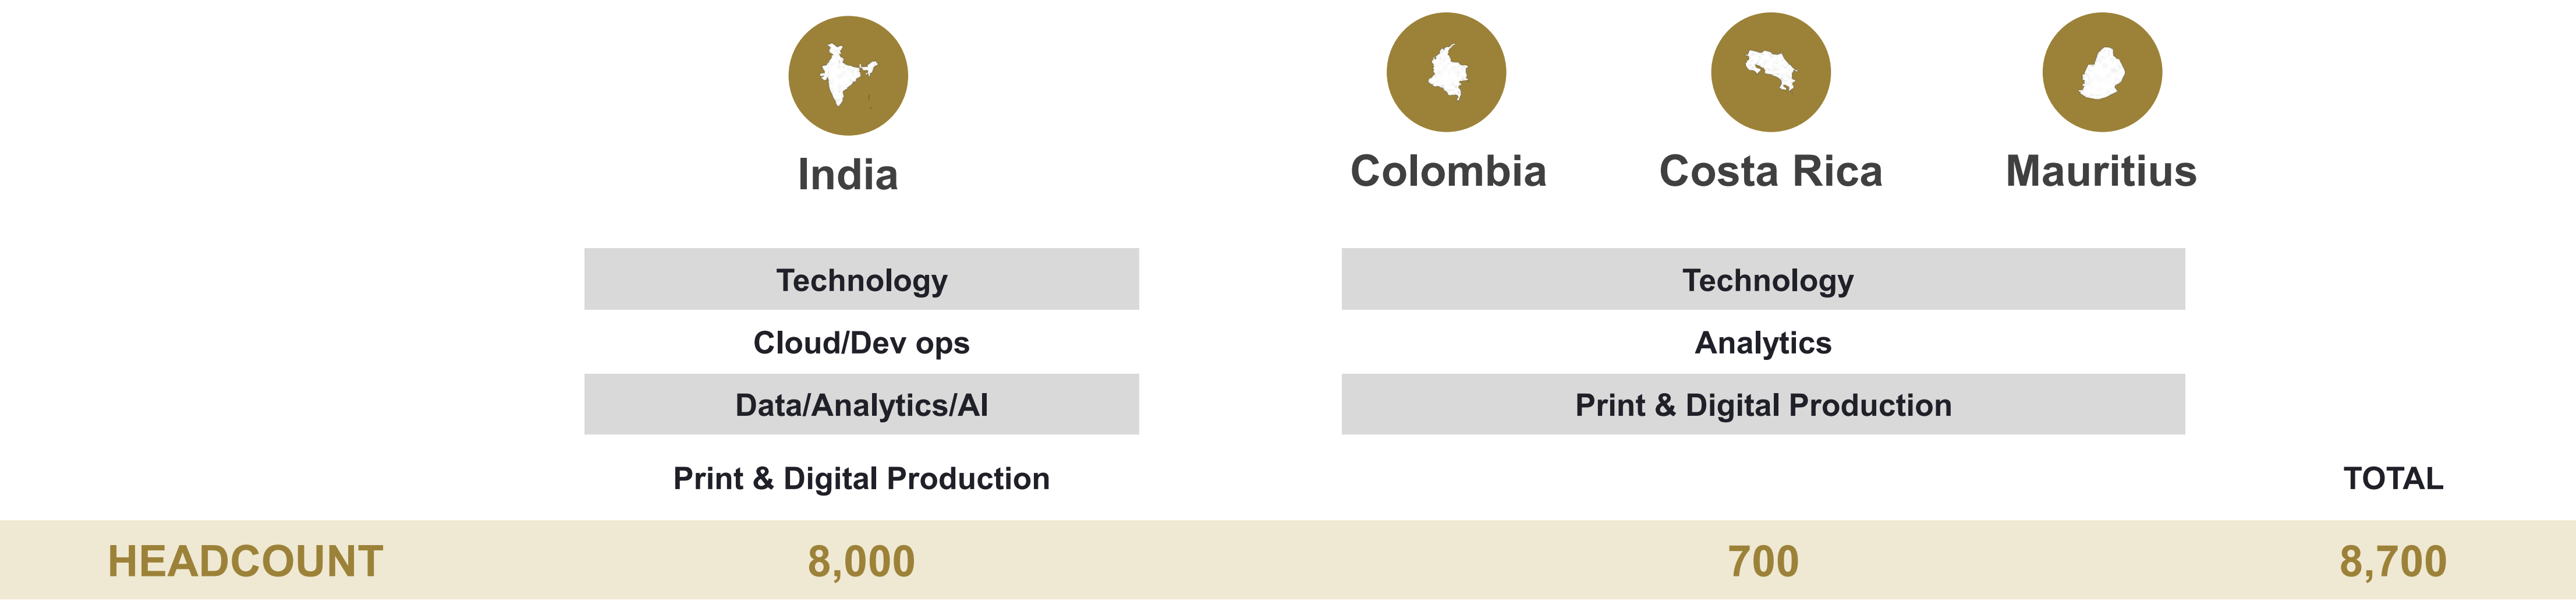 India
Colombia
Costa Rica
Mauritius
Technology
Technology
Cloud/Dev ops
Analytics
Data/Analytics/AI
Print & Digital Production
Print & Digital Production
TOTAL
HEADCOUNT
8,000
700
8,700